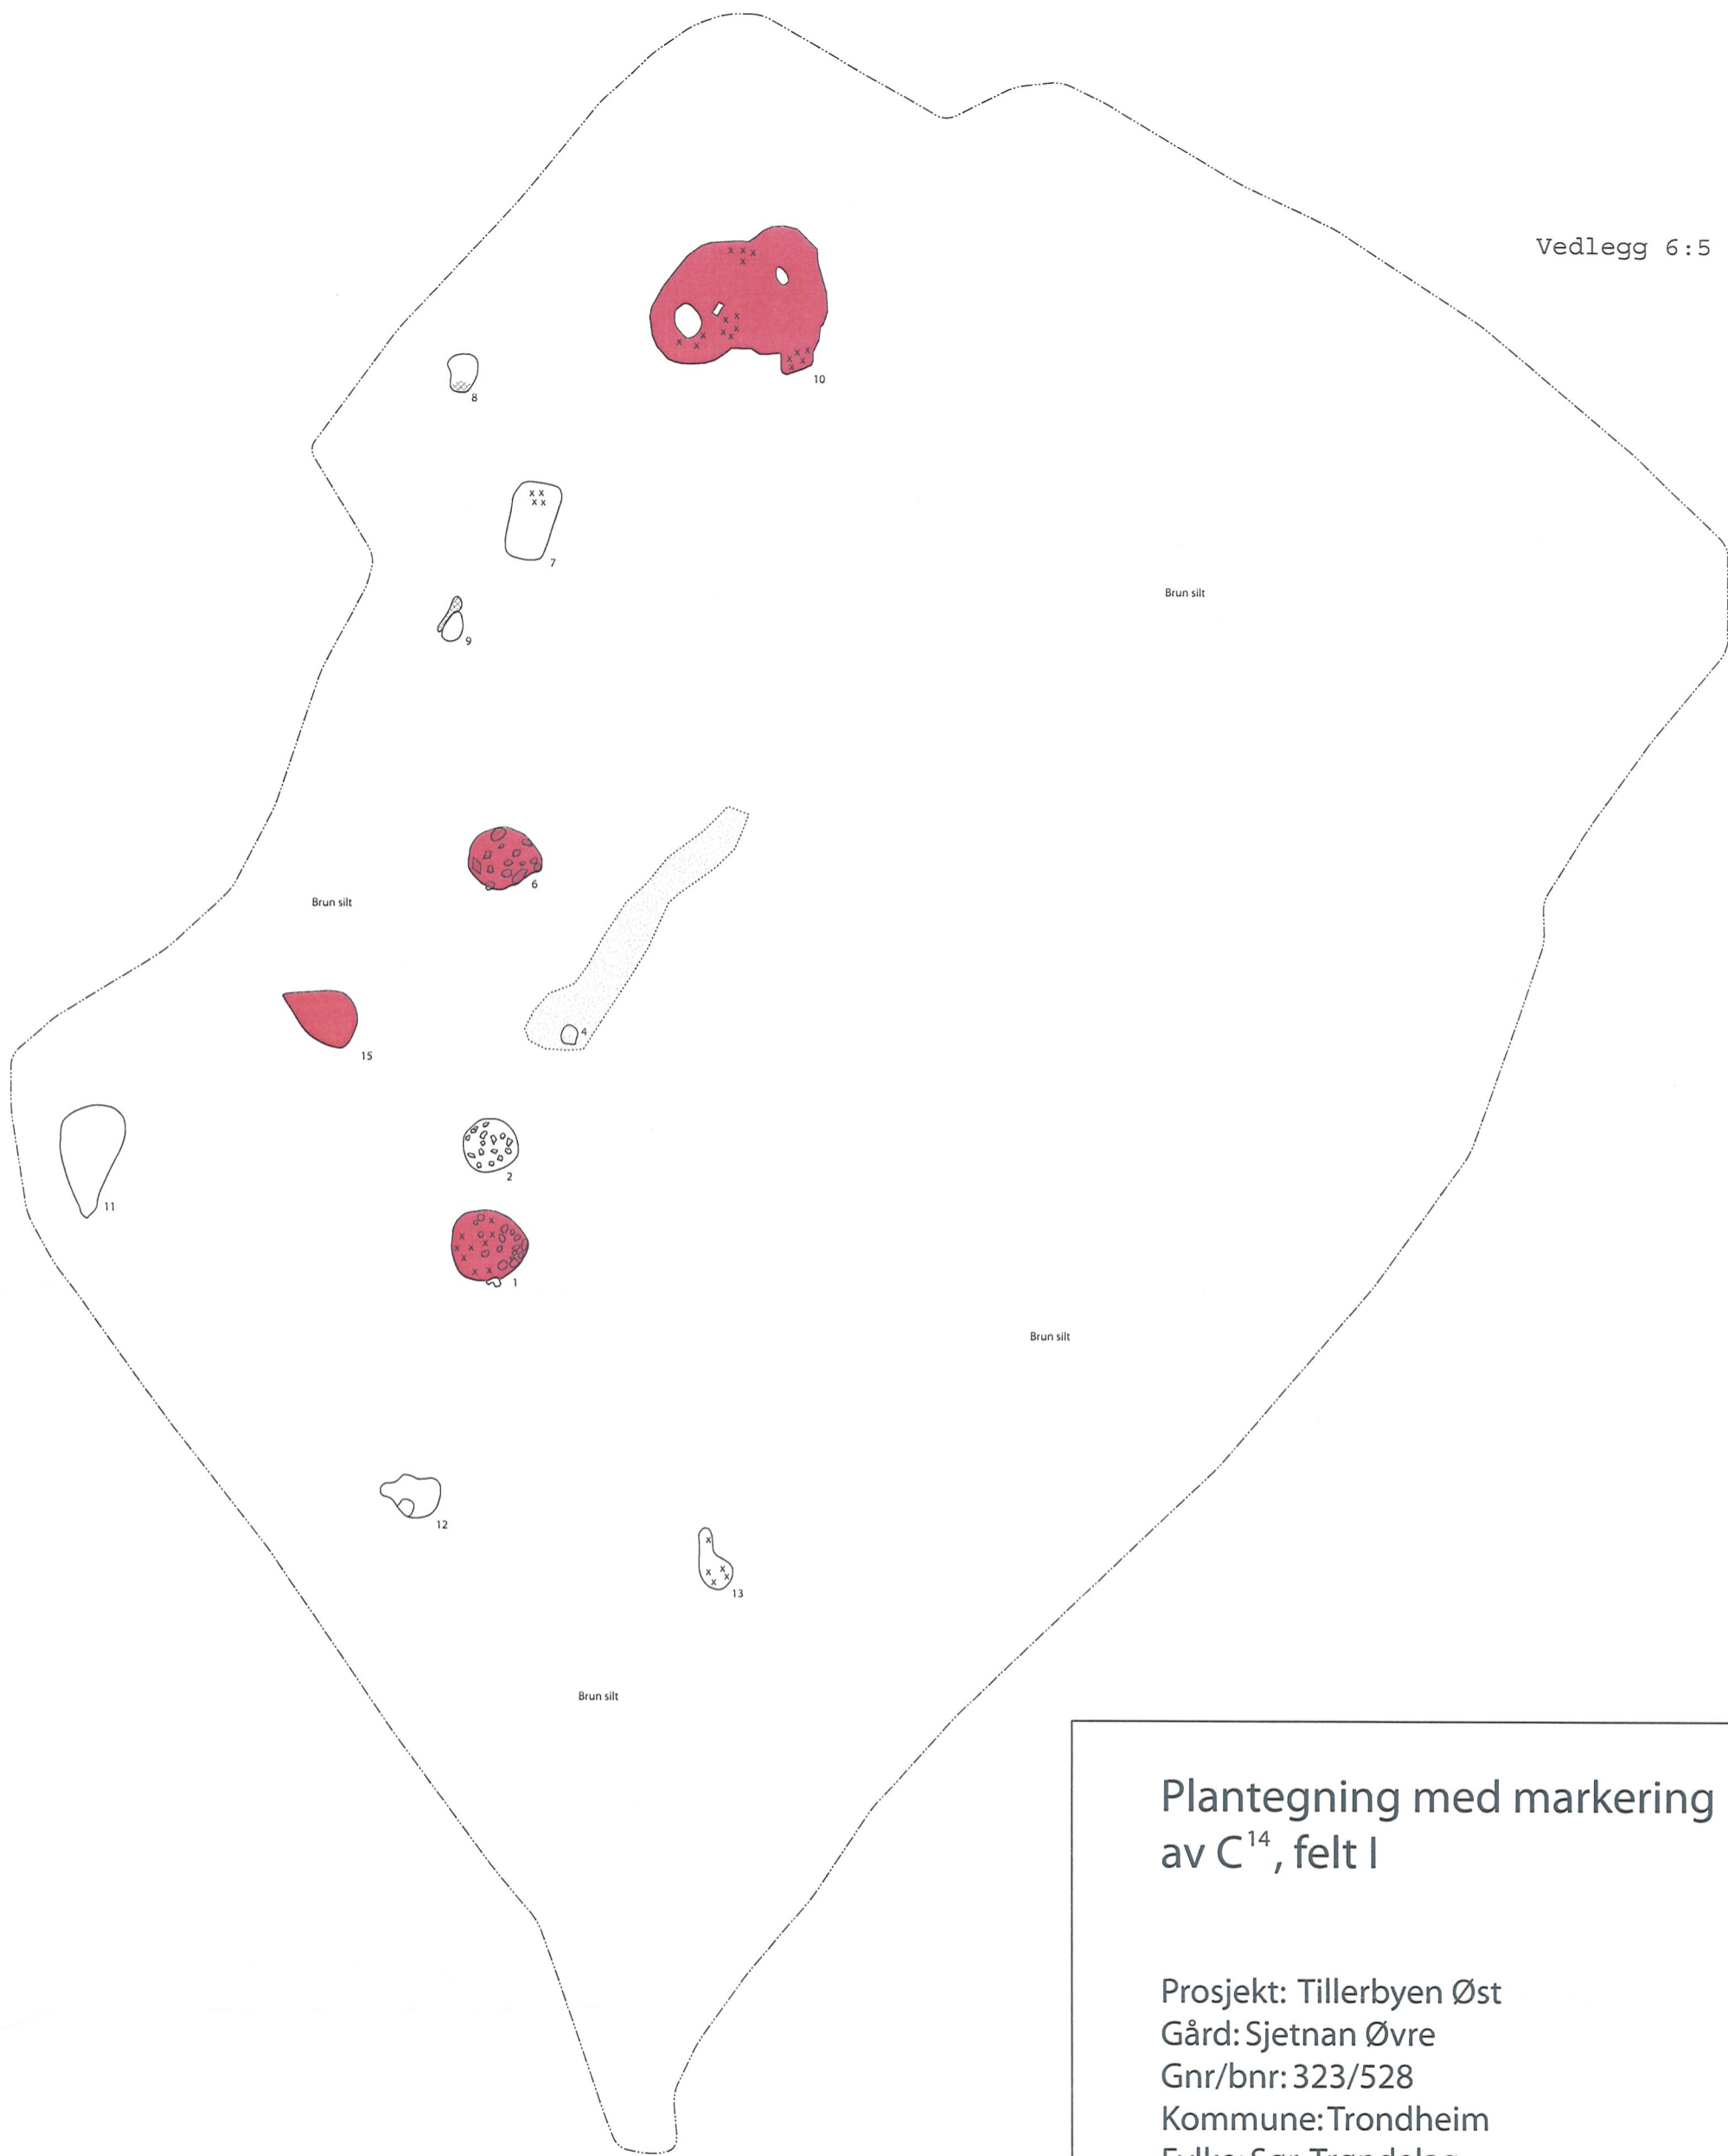 Vedlegg 6:5
10
8
7
9
Brun silt
6
Brun silt
4
15
2
11
1
Brun silt
12
13
Brun silt
Plantegning med markering
av C14, felt I
Prosjekt: Tillerbyen Øst
Gård: Sjetnan Øvre
Gnr/bnr: 323/528
Kommune: Trondheim